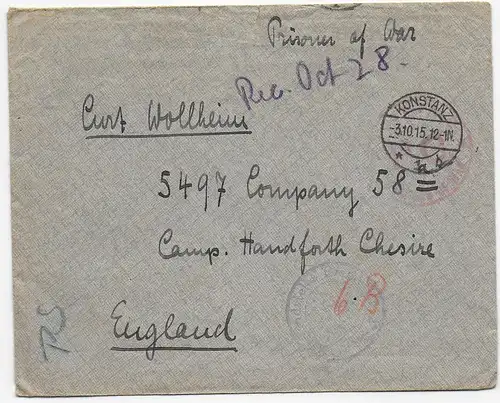 Prisoner of War
Rec. Oct 28.
KONSTANZ
-3.10.15. 12-1N.
Curt Wollheim
5497 Company 58
Camp. Handforth Chesire
6.B
England